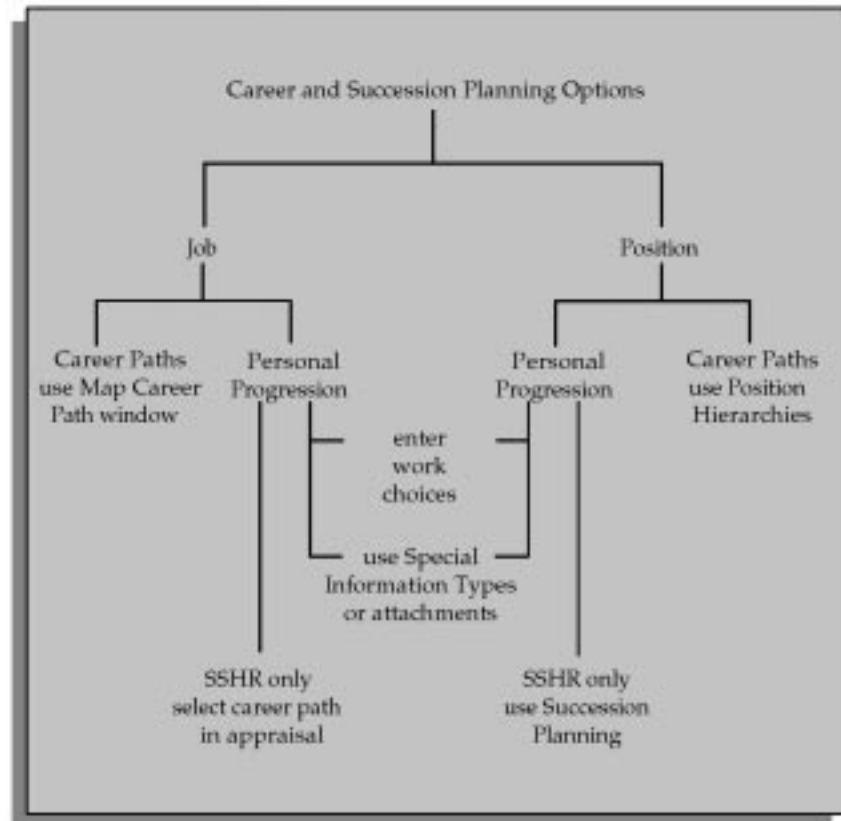 Career and Succession Planning Options
Job
Position
Career Paths
use Map Career
Path window
Personal
Progression
Personal
Progression
Career Paths
use Position
Hierarchies
enter
work
choices
use Special
Information Types
or attachments
SSHR only
select career path
in appraisal
SSHR only
use Succession
Planning